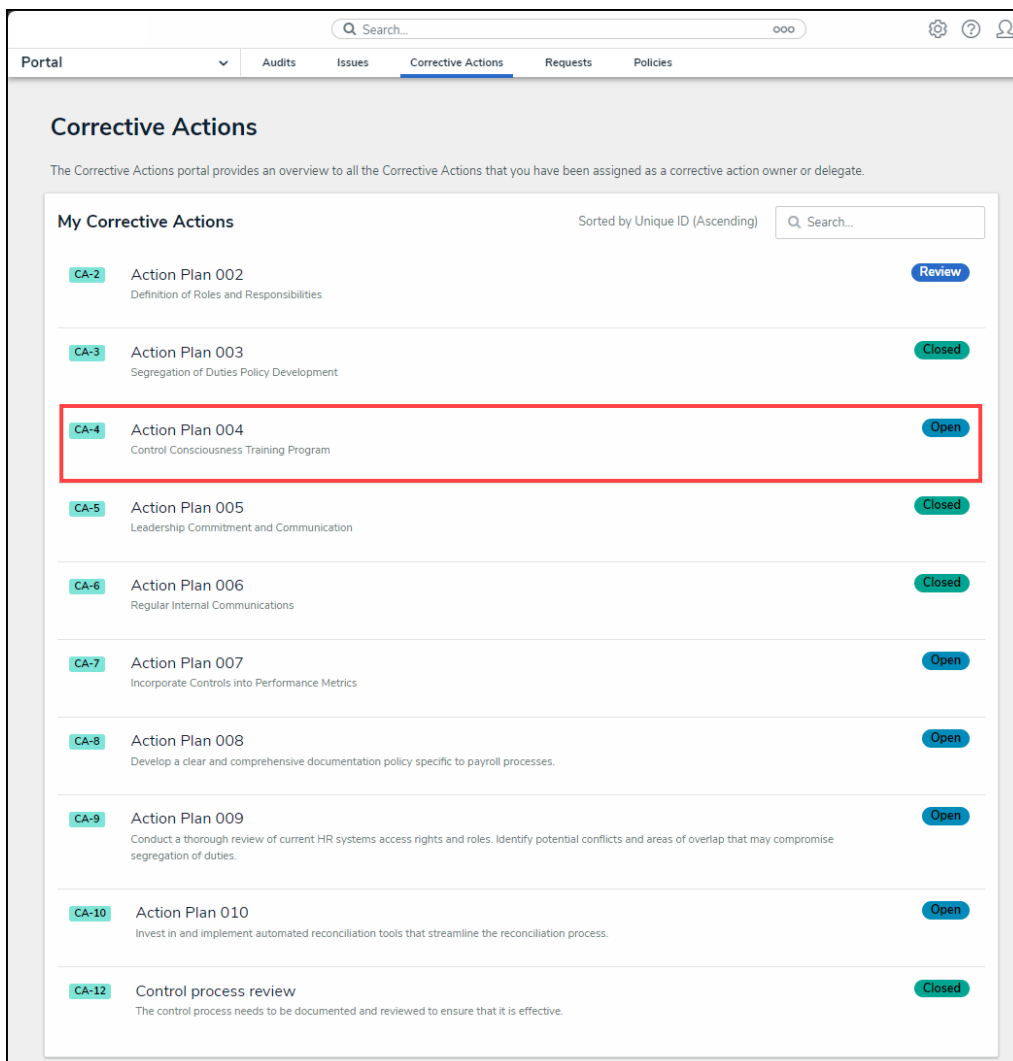 Search...
Portal Audits Issues Corrective Actions Requests Policies
Corrective Actions
The Corrective Actions portal provides an overview to all the Corrective Actions that you have been assigned as a corrective action owner or delegate.
My Corrective Actions Sorted by Unique ID (Ascending) Search...
CA-2 Action Plan 002 Review
Definition of Roles and Responsibilities
CA-3 Action Plan 003 Closed
Segregation of Duties Policy Development
CA-4 Action Plan 004 Open
Control Consciousness Training Program
CA-5 Action Plan 005 Closed
Leadership Commitment and Communication
CA-6 Action Plan 006 Closed
Regular Internal Communications
CA-7 Action Plan 007 Open
Incorporate Controls into Performance Metrics
CA-8 Action Plan 008 Open
Develop a clear and comprehensive documentation policy specific to payroll processes.
CA-9 Action Plan 009 Open
Conduct a thorough review of current HR systems access rights and roles. Identify potential conflicts and areas of overlap that may compromise
segregation of duties.
CA-10 Action Plan 010 Open
Invest in and implement automated reconciliation tools that streamline the reconciliation process.
CA-12 Control process review Closed
The control process needs to be documented and reviewed to ensure that it is effective.